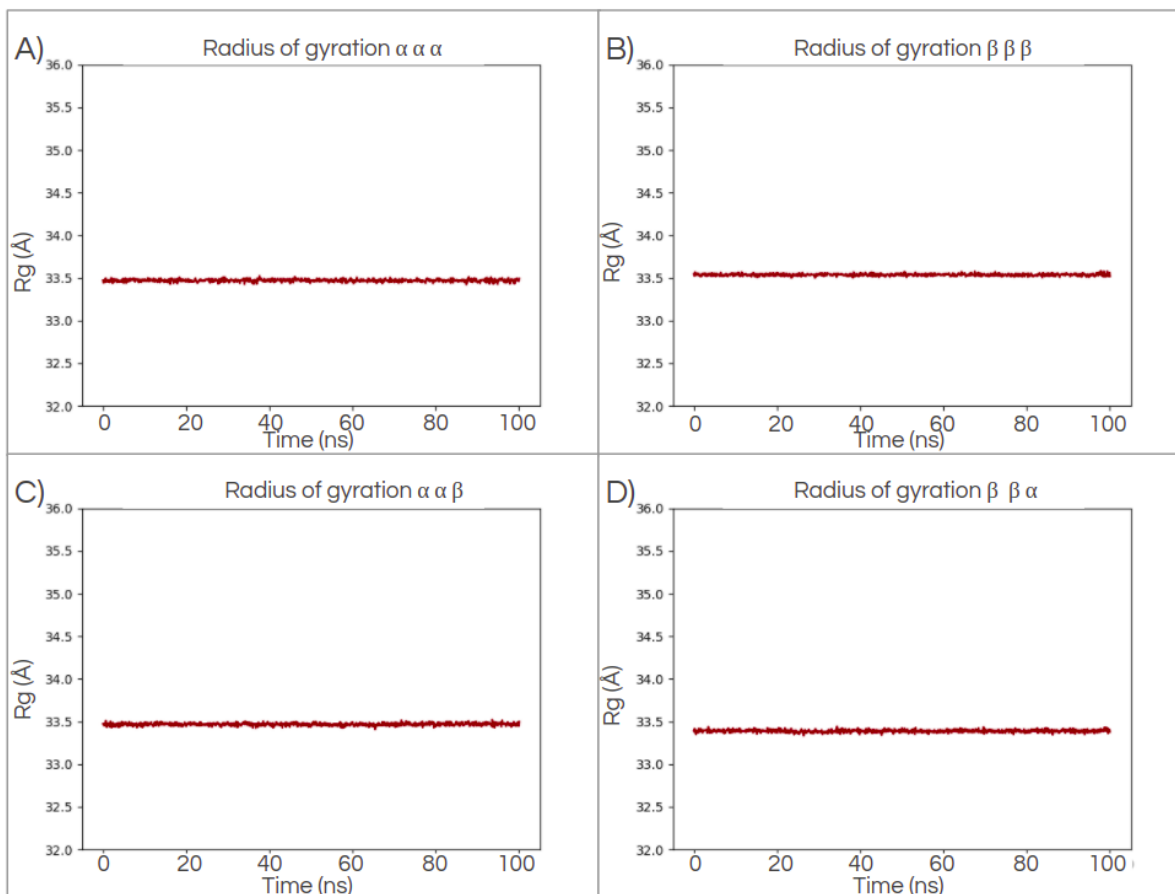 A)
Radius of gyration α α α
36.0
35.5
35.0
34.5
34.0
33.5
33.0
32.5
32.0
Rg (Å)
0 20 40 60 80 100
Time (ns)
B)
Radius of gyration β β β
36.0
35.5
35.0
34.5
34.0
33.5
33.0
32.5
32.0
Rg (Å)
0 20 40 60 80 100
Time (ns)
C)
Radius of gyration α α β
36.0
35.5
35.0
34.5
34.0
33.5
33.0
32.5
32.0
Rg (Å)
0 20 40 60 80 100
Time (ns)
D)
Radius of gyration β β α
36.0
35.5
35.0
34.5
34.0
33.5
33.0
32.5
32.0
Rg (Å)
0 20 40 60 80 100
Time (ns)